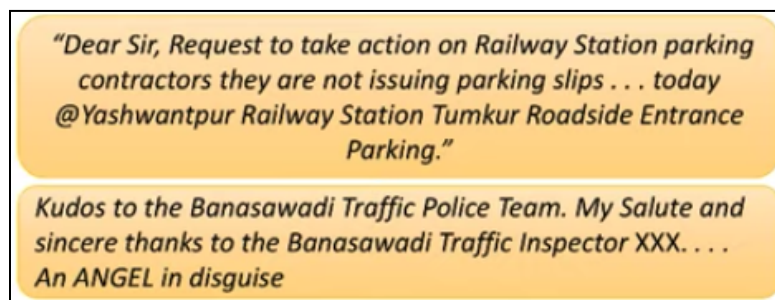 “Dear Sir, Request to take action on Railway Station parking
contractors they are not issuing parking slips . . . today
@Yashwantpur Railway Station Tumkur Roadside Entrance
Parking.”
Kudos to the Banasawadi Traffic Police Team. My Salute and
sincere thanks to the Banasawadi Traffic Inspector XXX. . . .
An ANGEL in disguise